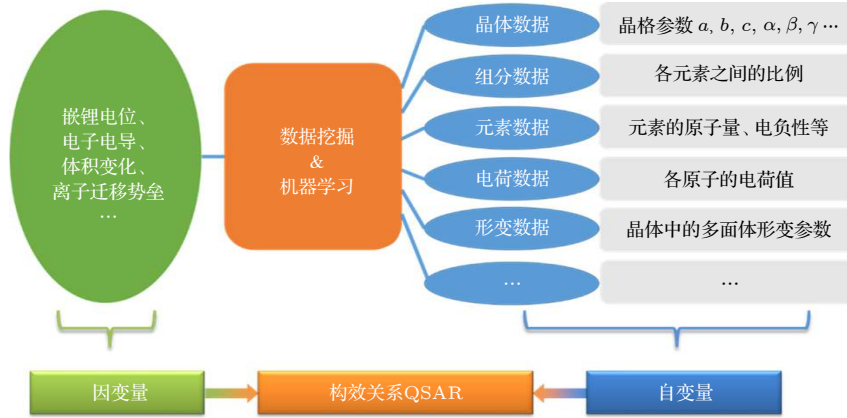 嵌锂电位、
电子电导、
体积变化、
离子迁移势垒
…
数据挖掘
&
机器学习
晶体数据
晶格参数 a, b, c, α, β, γ …
组分数据
各元素之间的比例
元素数据
元素的原子量、电负性等
电荷数据
各原子的电荷值
形变数据
晶体中的多面体形变参数
…
…
因变量
构效关系QSAR
自变量